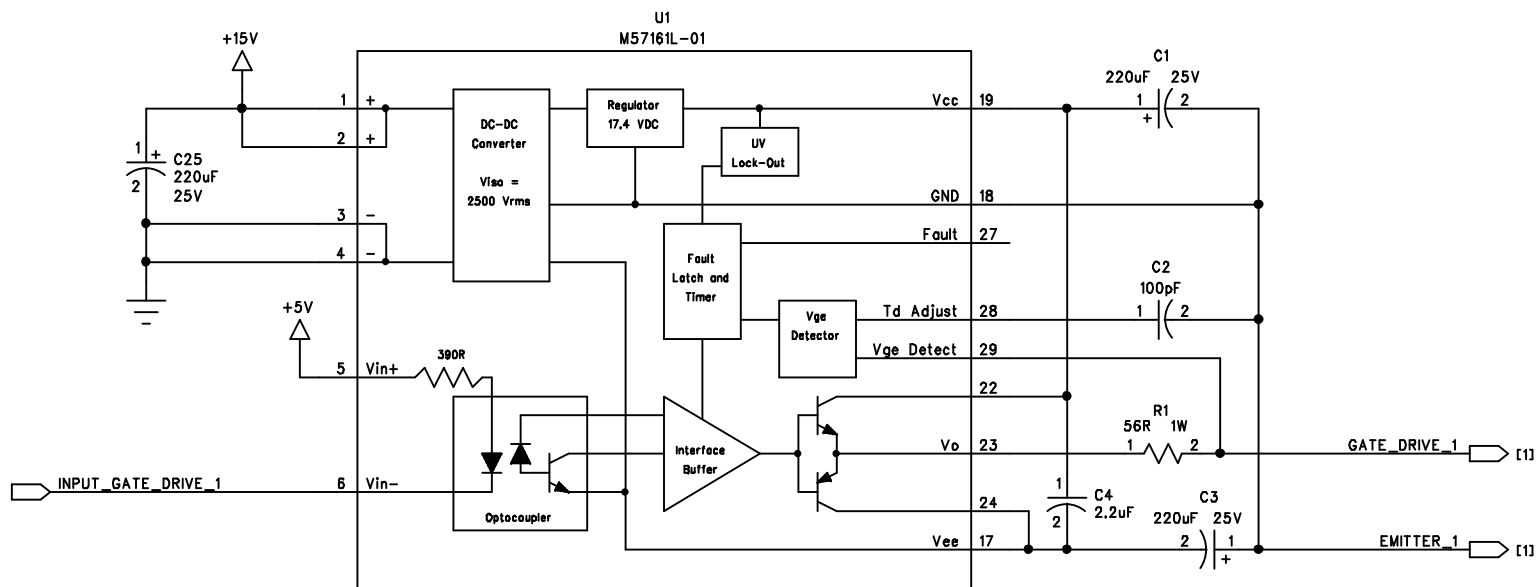 U1
M57161L-01
+15V
C1
220uF 25V
1 2
+
1 +
2 +
DC-DC
Converter
Viso =
2500 Vrms
Regulator
17.4 VDC
Vcc 19
UV
Lock-Out
1 +
2
C25
220uF
25V
3 -
4 -
GND 18
Fault 27
Fault
Latch and
Timer
C2
100pF
1 2
Vge
Detector
Td Adjust 28
Vge Detect 29
+5V
5 Vin+
390R
22
Interface
Buffer
Vo 23
R1
56R 1W
1 2
GATE_DRIVE_1 [1]
INPUT_GATE_DRIVE_1
6 Vin-
Optocoupler
24
1
2
C4
2,2uF
C3
220uF 25V
2 1
+
Vee 17
EMITTER_1 [1]